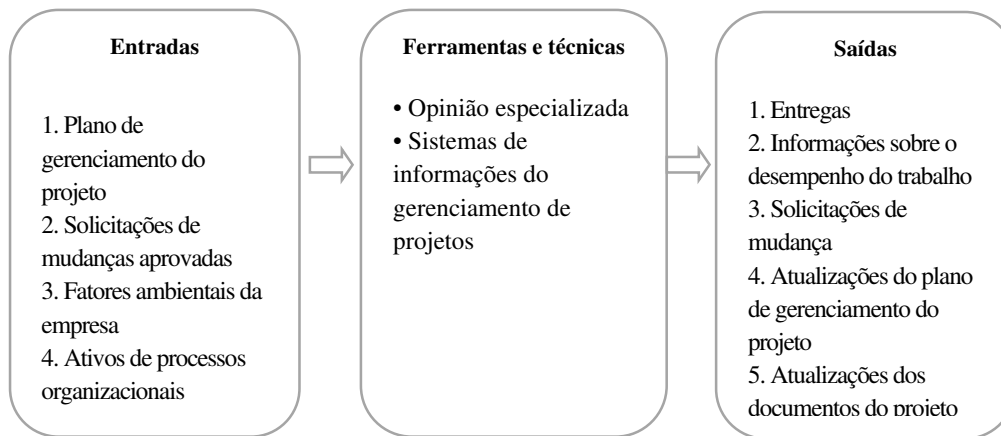 Entradas
1. Plano de
gerenciamento do
projeto
2. Solicitações de
mudanças aprovadas
3. Fatores ambientais da
empresa
4. Ativos de processos
organizacionais
Ferramentas e técnicas
• Opinião especializada
• Sistemas de
informações do
gerenciamento de
projetos
Saídas
1. Entregas
2. Informações sobre o
desempenho do trabalho
3. Solicitações de
mudança
4. Atualizações do plano
de gerenciamento do
projeto
5. Atualizações dos
documentos do projeto